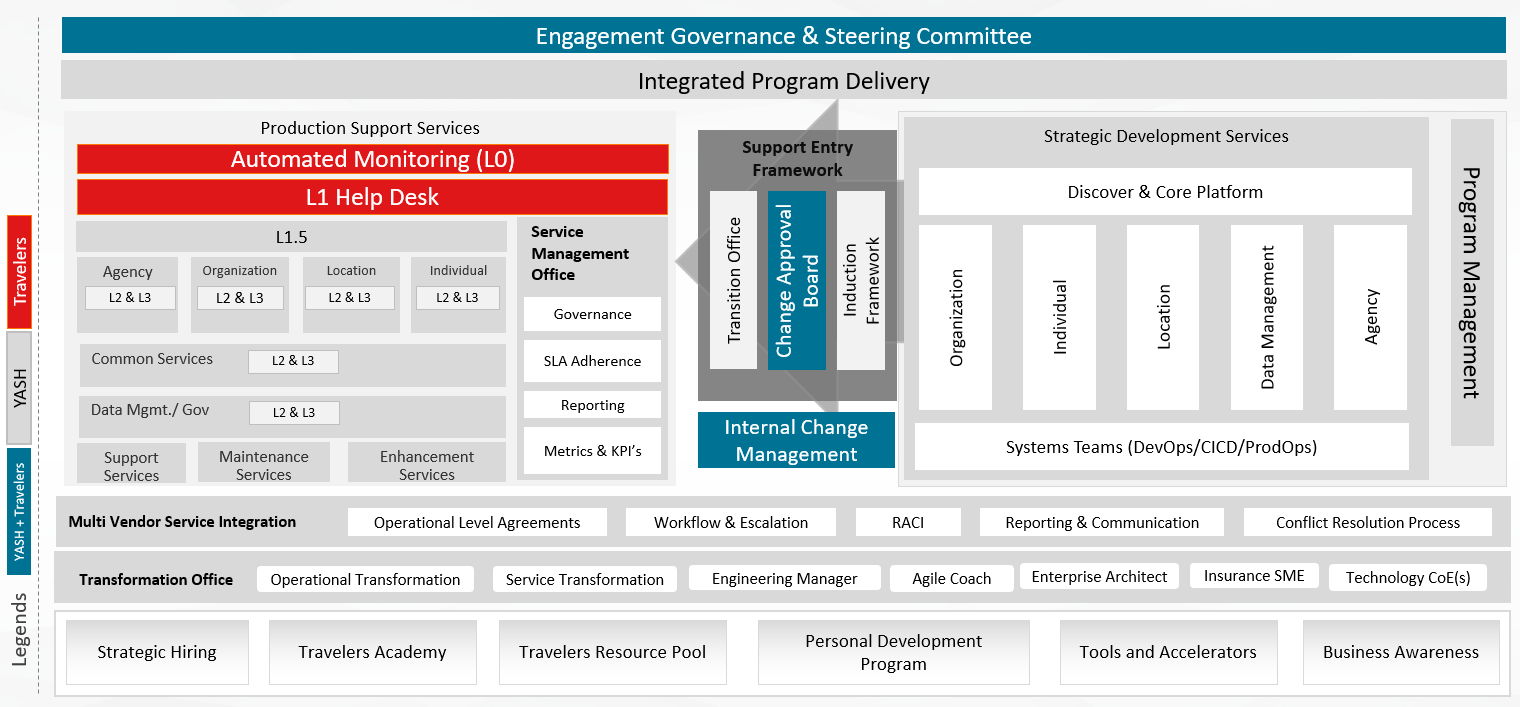 Engagement Governance & Steering Committee
Integrated Program Delivery
Production Support Services
Automated Monitoring (L0)
L1 Help Desk
L1.5
Agency
L2 & L3
Organization
L2 & L3
Location
L2 & L3
Individual
L2 & L3
Common Services
L2 & L3
Data Mgmt./ Gov
L2 & L3
Support
Services
Maintenance
Services
Enhancement
Services
Service
Management
Office
Governance
SLA Adherence
Reporting
Metrics & KPI’s
Support Entry
Framework
Transition Office
Change Approval
Board
Induction
Framework
Internal Change
Management
Strategic Development Services
Discover & Core Platform
Organization
Individual
Location
Data Management
Agency
Systems Teams (DevOps/CICD/ProdOps)
Program Management
Multi Vendor Service Integration
Operational Level Agreements
Workflow & Escalation
RACI
Reporting & Communication
Conflict Resolution Process
Transformation Office
Operational Transformation
Service Transformation
Engineering Manager
Agile Coach
Enterprise Architect
Insurance SME
Technology CoE(s)
Strategic Hiring
Travelers Academy
Travelers Resource Pool
Personal Development
Program
Tools and Accelerators
Business Awareness
Travelers
YASH
YASH + Travelers
Legends